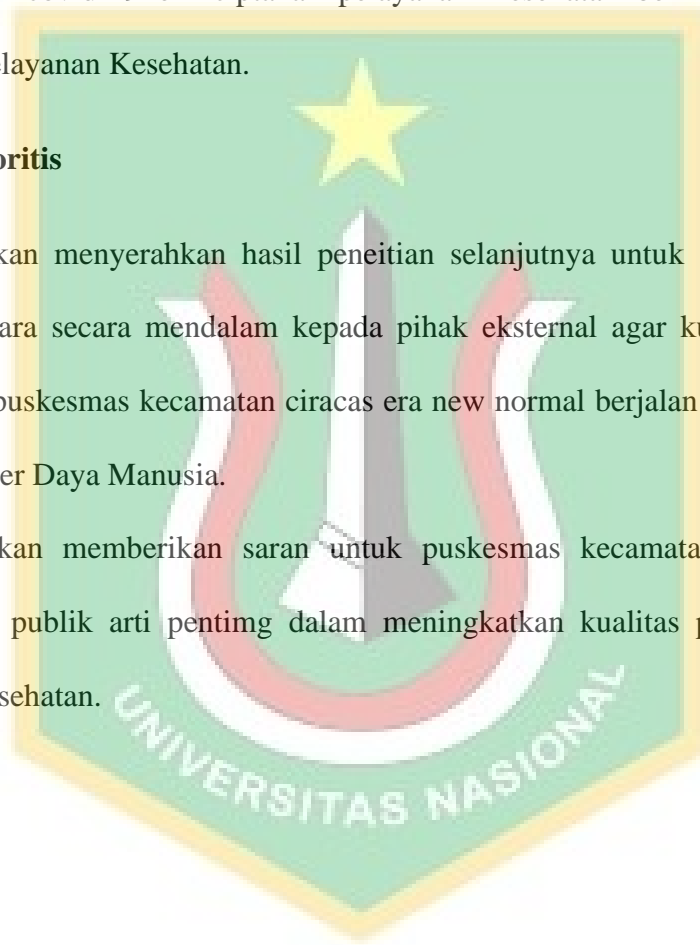 elayanan Kesehatan.
oritis
kan menyerahkan hasil peneitian selanjutnya untuk
ara secara mendalam kepada pihak eksternal agar ku
puskesmas kecamatan ciracas era new normal berjalan
er Daya Manusia.
kan memberikan saran untuk puskesmas kecamata
publik arti pentimg dalam meningkatkan kualitas p
sehatan.
UNIVERSITAS NASIONAL